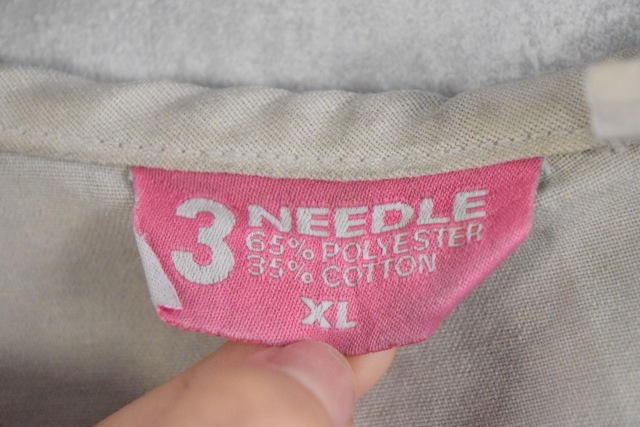 3 NEEDLE
65% POLYESTER
35% COTTON
XL